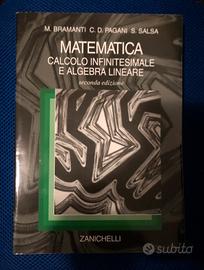 M. BRAMANTI C. D. PAGANI S. SALSA
MATEMATICA
CALCOLO INFINITESIMALE
E ALGEBRA LINEARE
seconda edizione
ZANICHELLI
subito